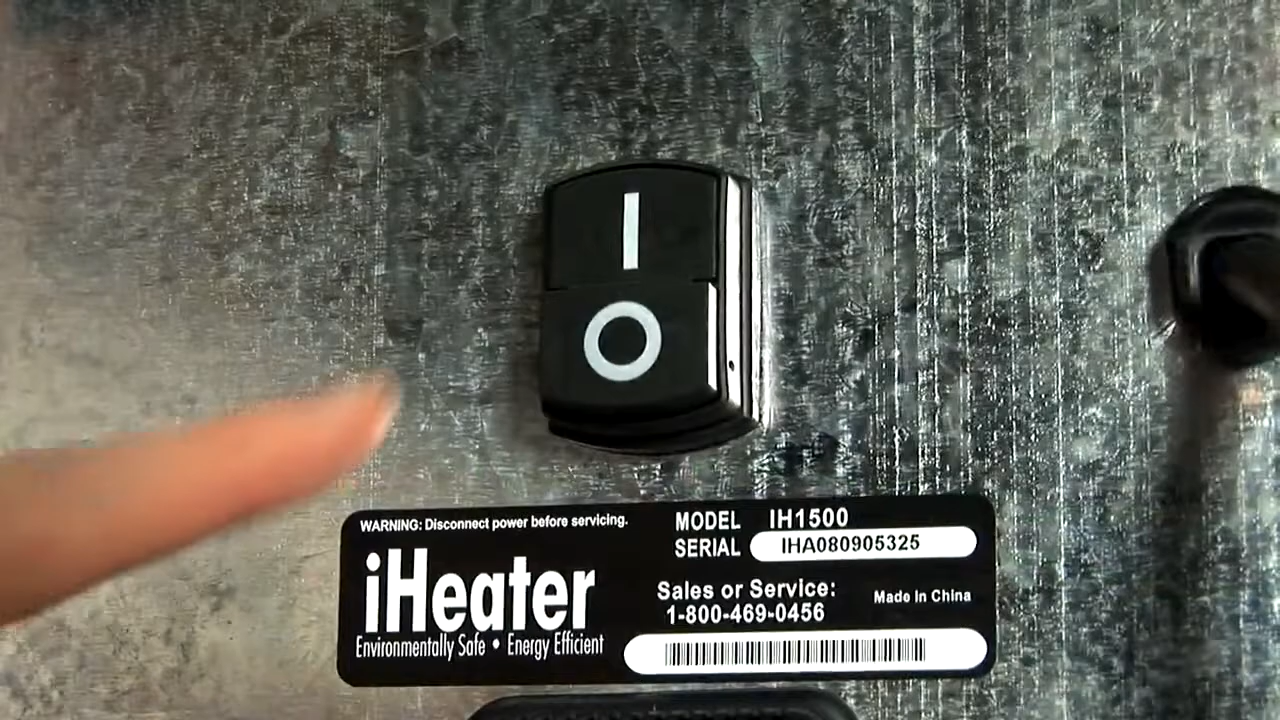 WARNING: Disconnect power before servicing.
iHeater
Environmentally Safe • Energy Efficient
MODEL IH1500
SERIAL IHA080905325
Sales or Service:
1-800-469-0456
Made In China